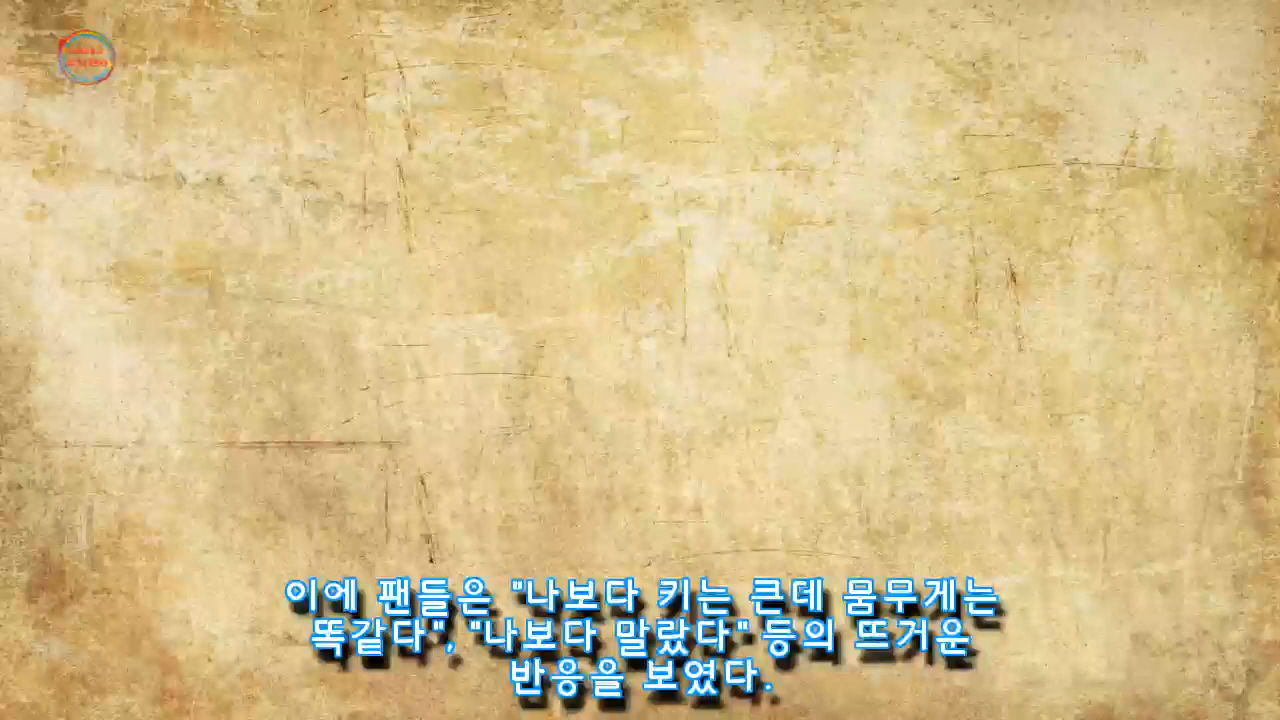 이에 팬들은 "나보다 키는 큰데 뭄무게는
똑같다", "나보다 말랐다" 등의 뜨거운
반응을 보였다.